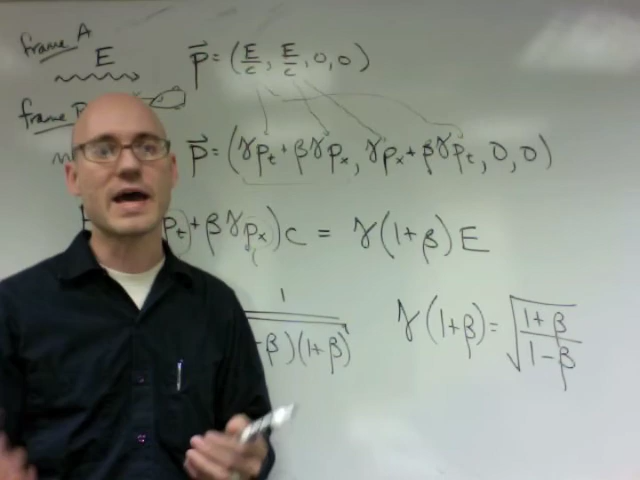 frame A
E p⃗ = (E/c, E/c, 0, 0)
frame
p⃗ = (γp_t + βγp_x, γp_x + βγp_t, 0, 0)
p_t) + βγp_x)c = γ(1+β)E
1
β)(1+β)
γ(1+β) = √((1+β)/(1-β))